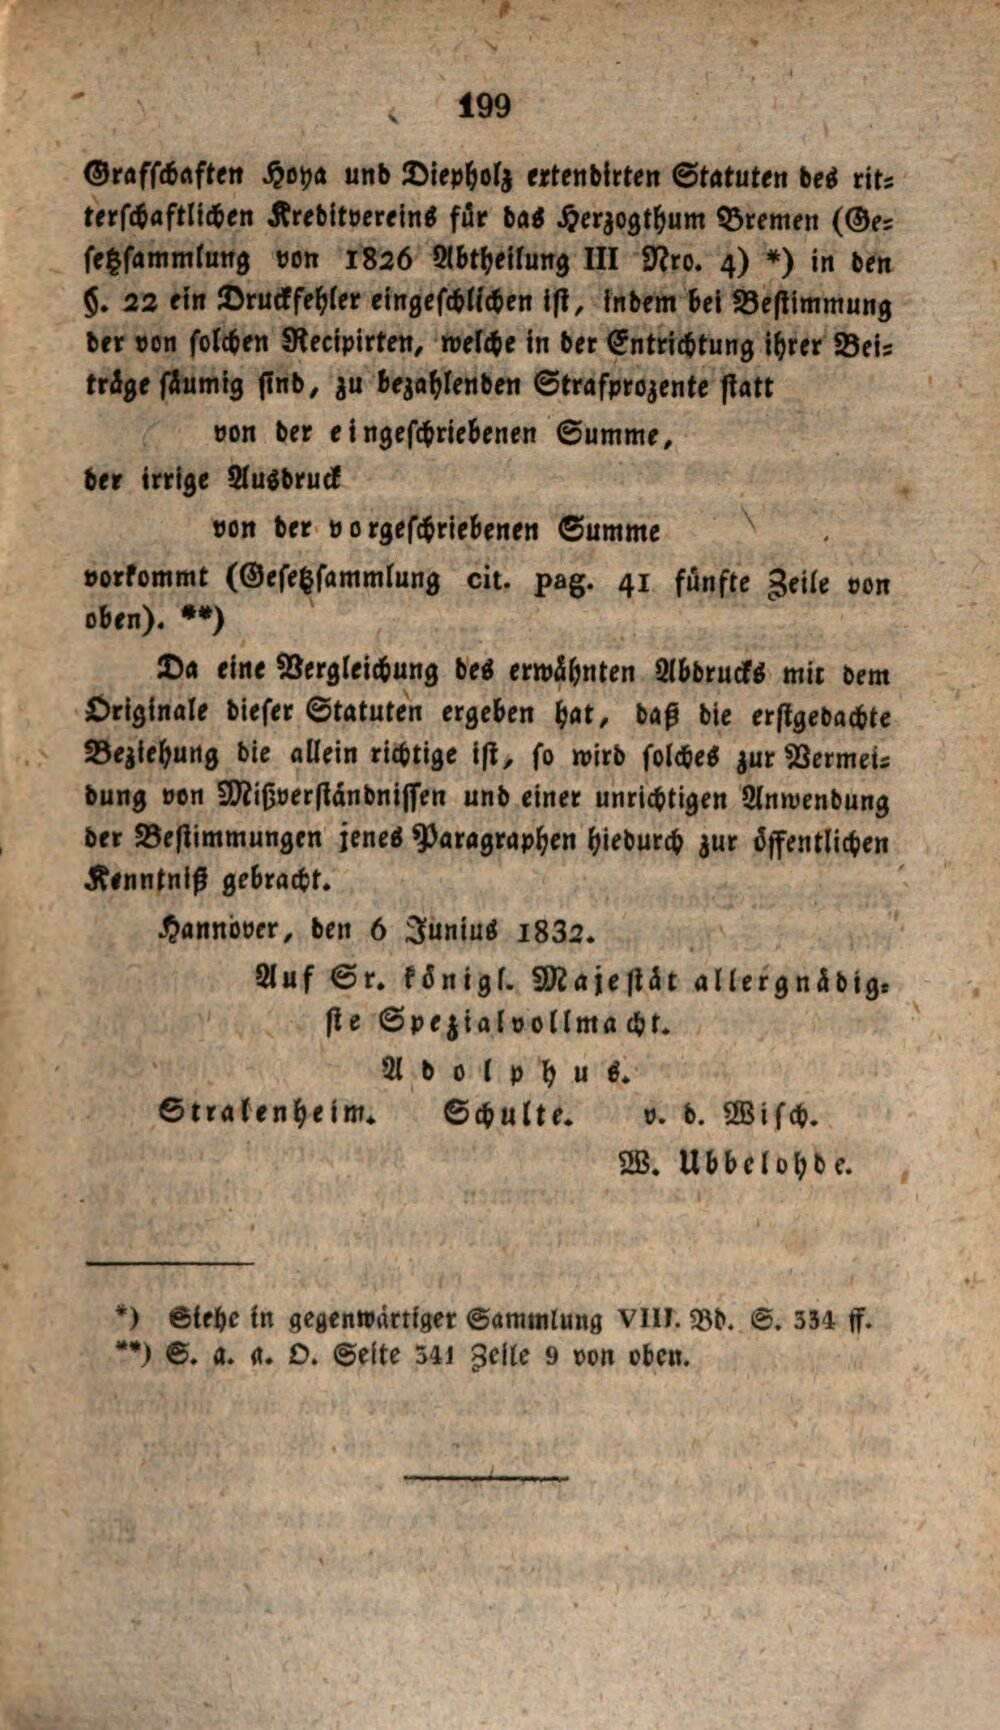 199
Grafschaften Hoya und Diepholz extendirten Statuten des rit-
terschaftlichen Kreditvereins für das Herzogthum Bremen (Ge-
setzsammlung von 1826 Abtheilung III Nro. 4) *) in den
§. 22 ein Druckfehler eingeschlichen ist, indem bei Bestimmung
der von solchen Recipirten, welche in der Entrichtung ihrer Bei-
träge säumig sind, zu bezahlenden Strafprozente statt
von der eingeschriebenen Summe,
der irrige Ausdruck
von der vorgeschriebenen Summe
vorkommt (Gesetzsammlung cit. pag. 41 fünfte Zeile von
oben). **)
Da eine Vergleichung des erwähnten Abdrucks mit dem
Originale dieser Statuten ergeben hat, daß die erstgedachte
Beziehung die allein richtige ist, so wird solches zur Vermei-
dung von Mißverständnissen und einer unrichtigen Anwendung
der Bestimmungen jenes Paragraphen hiedurch zur öffentlichen
Kenntniß gebracht.
Hannover, den 6 Junius 1832.
Auf Sr. königl. Majestät allergnädig-
ste Spezialvollmacht.
Adolphus.
Stralenheim. Schulte. v. d. Wisch.
W. Ubbelohde.
*) Siehe in gegenwärtiger Sammlung VIII. Bd. S. 334 ff.
**) S. a. a. O. Seite 341 Zeile 9 von oben.